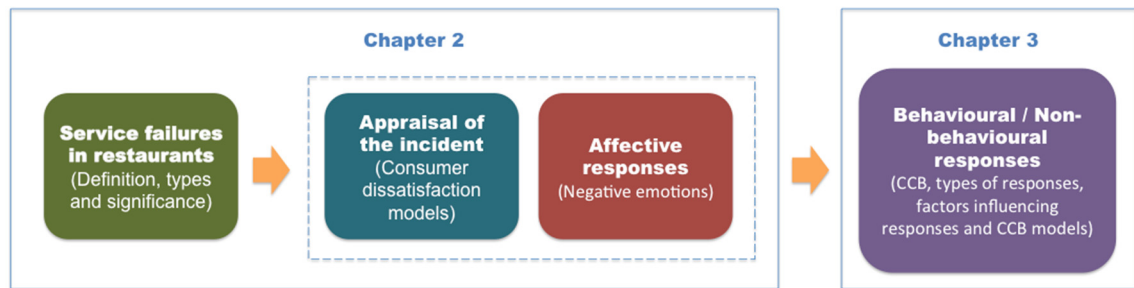 Chapter 2
Service failures
in restaurants
(Definition, types
and significance)
Appraisal of
the incident
(Consumer
dissatisfaction
models)
Affective
responses
(Negative emotions)
Chapter 3
Behavioural / Non-
behavioural
responses
(CCB, types of responses,
factors influencing
responses and CCB models)